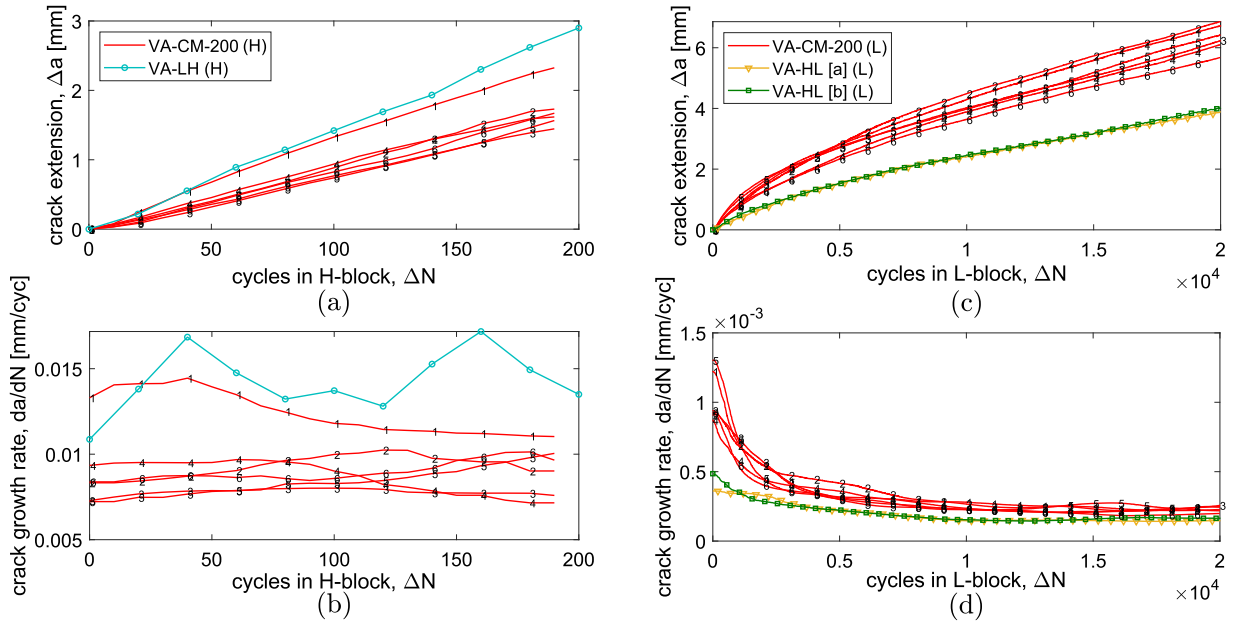 crack extension, Δa [mm]
3
2
1
0
VA-CM-200 (H)
VA-LH (H)
0 50 100 150 200
cycles in H-block, ΔN
(a)
crack extension, Δa [mm]
6
4
2
0
VA-CM-200 (L)
VA-HL [a] (L)
VA-HL [b] (L)
3
0 0.5 1 1.5 2
×10⁴
cycles in L-block, ΔN
(c)
crack growth rate, da/dN [mm/cyc]
0.015
0.01
0.005
0 50 100 150 200
cycles in H-block, ΔN
(b)
crack growth rate, da/dN [mm/cyc]
×10⁻³
1.5
1
0.5
0
3
0 0.5 1 1.5 2
×10⁴
cycles in L-block, ΔN
(d)